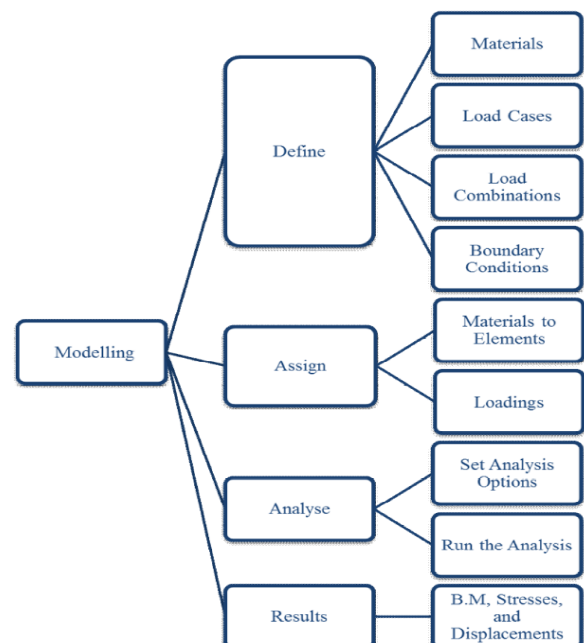 Modelling
Define
Materials
Load Cases
Load
Combinations
Boundary
Conditions
Assign
Materials to
Elements
Loadings
Analyse
Set Analysis
Options
Run the Analysis
Results
B.M, Stresses,
and
Displacements